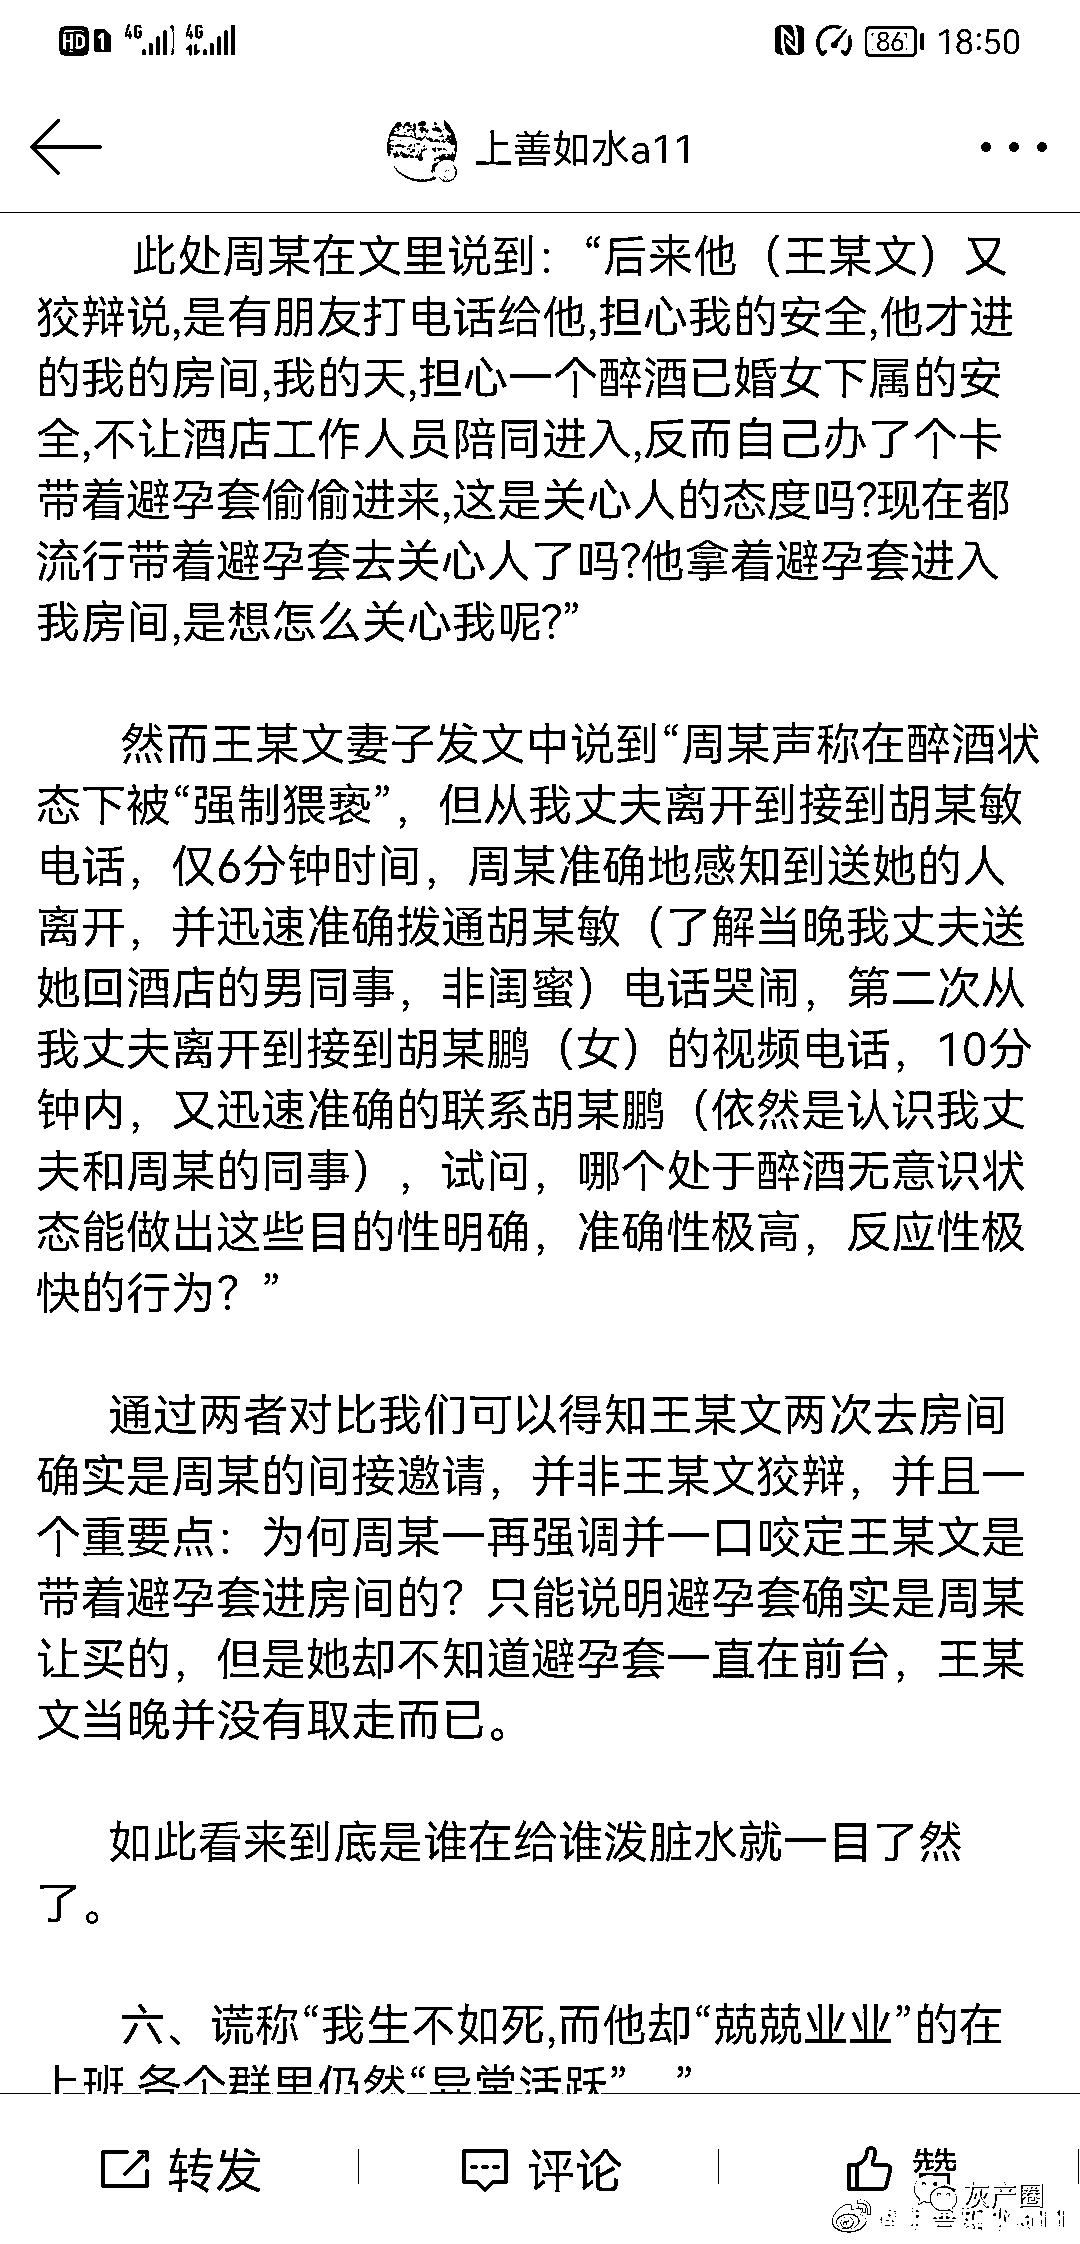 HD 1 4G 4G 86 18:50
上善如水a11
此处周某在文里说到：“后来他（王某文）又
狡辩说,是有朋友打电话给他,担心我的安全,他才进
的我的房间,我的天,担心一个醉酒已婚女下属的安
全,不让酒店工作人员陪同进入,反而自己办了个卡
带着避孕套偷偷进来,这是关心人的态度吗?现在都
流行带着避孕套去关心人了吗?他拿着避孕套进入
我房间,是想怎么关心我呢?”
然而王某文妻子发文中说到“周某声称在醉酒状
态下被“强制猥亵”，但从我丈夫离开到接到胡某敏
电话，仅6分钟时间，周某准确地感知到送她的人
离开，并迅速准确拨通胡某敏（了解当晚我丈夫送
她回酒店的男同事，非闺蜜）电话哭闹，第二次从
我丈夫离开到接到胡某鹏（女）的视频电话，10分
钟内，又迅速准确的联系胡某鹏（依然是认识我丈
夫和周某的同事），试问，哪个处于醉酒无意识状
态能做出这些目的性明确，准确性极高，反应性极
快的行为？”
通过两者对比我们可以得知王某文两次去房间
确实是周某的间接邀请，并非王某文狡辩，并且一
个重要点：为何周某一再强调并一口咬定王某文是
带着避孕套进房间的？只能说明避孕套确实是周某
让买的，但是她却不知道避孕套一直在前台，王某
文当晚并没有取走而已。
如此看来到底是谁在给谁泼脏水就一目了然
了。
六、谎称“我生不如死,而他却“兢兢业业”的在
上班,各个群里仍然“异常活跃” ”
转发 评论 赞
灰产圈